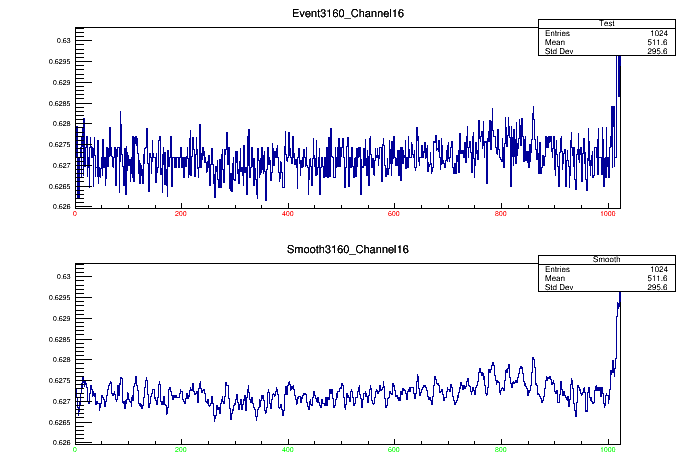 Event3160_Channel16
Test
Entries 1024
Mean 511.6
Std Dev 295.6
0.63
0.6295
0.629
0.6285
0.628
0.6275
0.627
0.6265
0.626
0 200 400 600 800 1000
Smooth3160_Channel16
Smooth
Entries 1024
Mean 511.6
Std Dev 295.6
0.63
0.6295
0.629
0.6285
0.628
0.6275
0.627
0.6265
0.626
0 200 400 600 800 1000